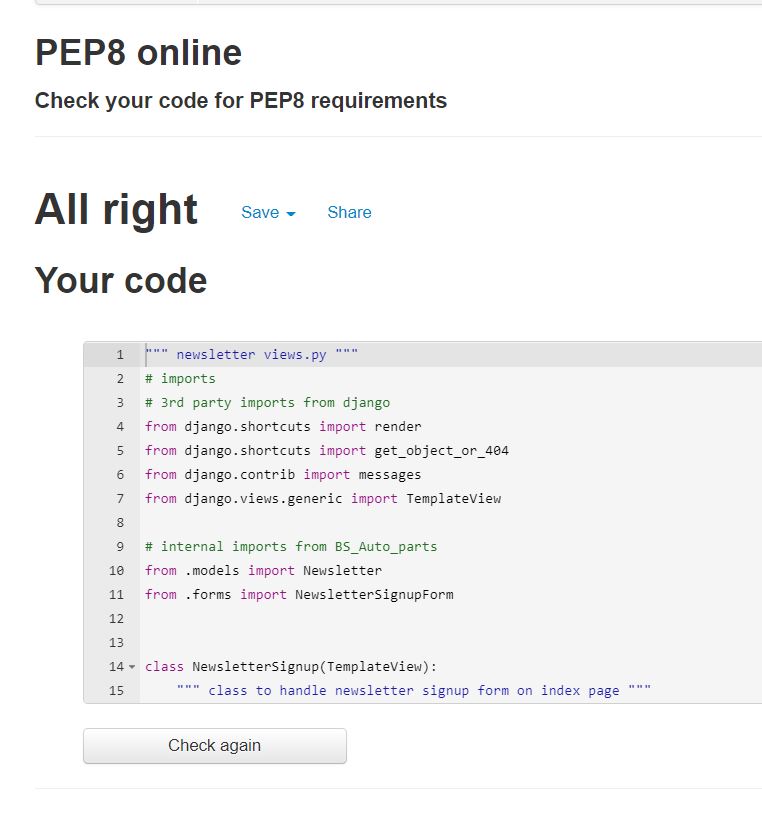 PEP8 online
Check your code for PEP8 requirements
All right Save Share
Your code
1 """ newsletter views.py """
2 # imports
3 # 3rd party imports from django
4 from django.shortcuts import render
5 from django.shortcuts import get_object_or_404
6 from django.contrib import messages
7 from django.views.generic import TemplateView
8
9 # internal imports from BS_Auto_parts
10 from .models import Newsletter
11 from .forms import NewsletterSignupForm
12
13
14 class NewsletterSignup(TemplateView):
15     """ class to handle newsletter signup form on index page """
Check again